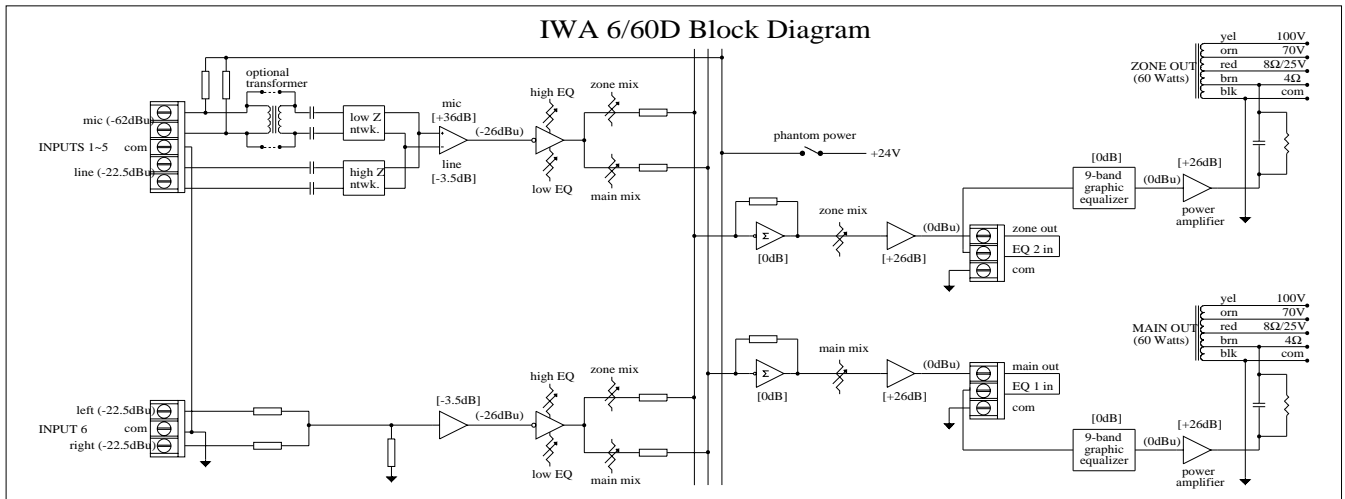 IWA 6/60D Block Diagram
optional
transformer
mic (-62dBu)
INPUTS 1~5
com
line (-22.5dBu)
low Z
ntwk.
high Z
ntwk.
mic
[+36dB]
+
-
line
[-3.5dB]
(-26dBu)
high EQ
low EQ
zone mix
main mix
phantom power
+24V
Σ
[0dB]
zone mix
[+26dB]
(0dBu)
zone out
EQ 2 in
com
[0dB]
9-band
graphic
equalizer
(0dBu)
[+26dB]
power
amplifier
ZONE OUT
(60 Watts)
yel 100V
orn 70V
red 8Ω/25V
brn 4Ω
blk com
left (-22.5dBu)
INPUT 6
com
right (-22.5dBu)
[-3.5dB]
(-26dBu)
high EQ
low EQ
zone mix
main mix
Σ
[0dB]
main mix
[+26dB]
(0dBu)
main out
EQ 1 in
com
[0dB]
9-band
graphic
equalizer
(0dBu)
[+26dB]
power
amplifier
MAIN OUT
(60 Watts)
yel 100V
orn 70V
red 8Ω/25V
brn 4Ω
blk com